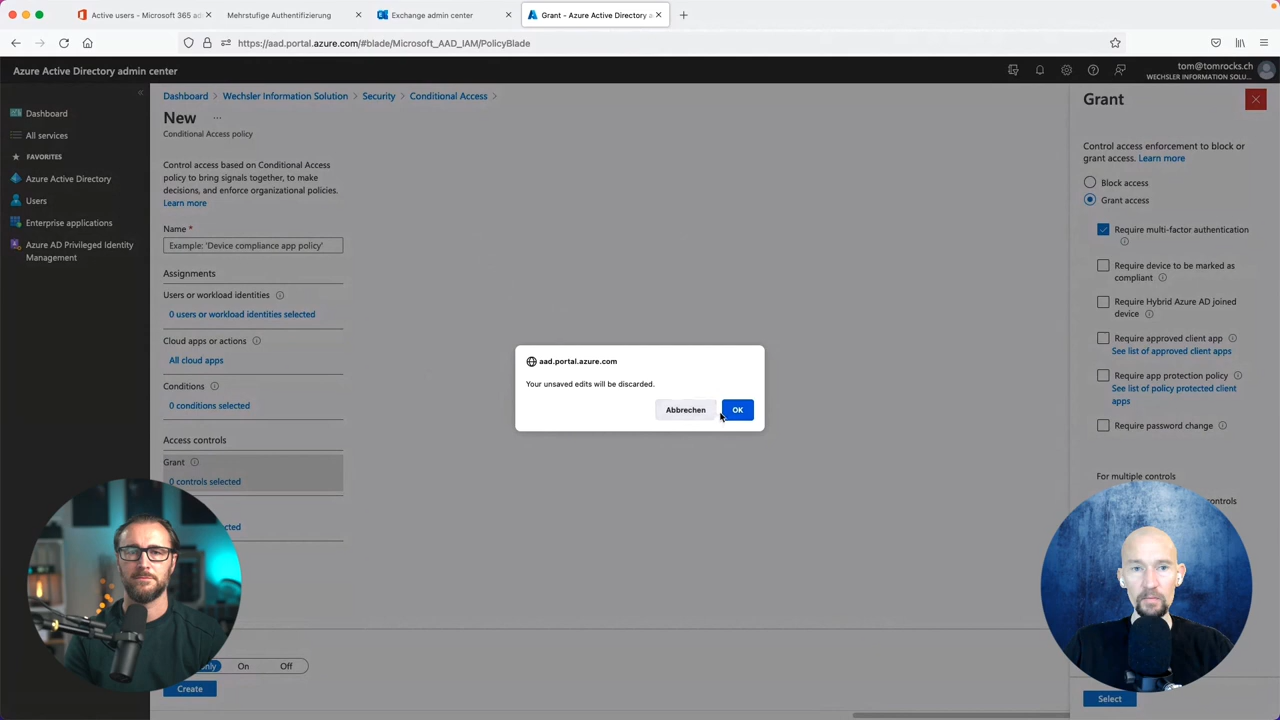 Active users - Microsoft 365 ad
Mehrstufige Authentifizierung
Exchange admin center
Grant - Azure Active Directory a
https://aad.portal.azure.com/#blade/Microsoft_AAD_IAM/PolicyBlade
Azure Active Directory admin center
tom@tomrocks.ch
WECHSLER INFORMATION SOLU...
Dashboard
All services
FAVORITES
Azure Active Directory
Users
Enterprise applications
Azure AD Privileged Identity
Management
Dashboard > Wechsler Information Solution > Security > Conditional Access >
New ...
Conditional Access policy
Control access based on Conditional Access
policy to bring signals together, to make
decisions, and enforce organizational policies.
Learn more
Name *
Example: 'Device compliance app policy'
Assignments
Users or workload identities
0 users or workload identities selected
Cloud apps or actions
All cloud apps
Conditions
0 conditions selected
Access controls
Grant
0 controls selected
On
Off
Create
aad.portal.azure.com
Your unsaved edits will be discarded.
Abbrechen
OK
Grant
Control access enforcement to block or
grant access. Learn more
Block access
Grant access
Require multi-factor authentication
Require device to be marked as
compliant
Require Hybrid Azure AD joined
device
Require approved client app
See list of approved client apps
Require app protection policy
See list of policy protected client
apps
Require password change
For multiple controls
Select